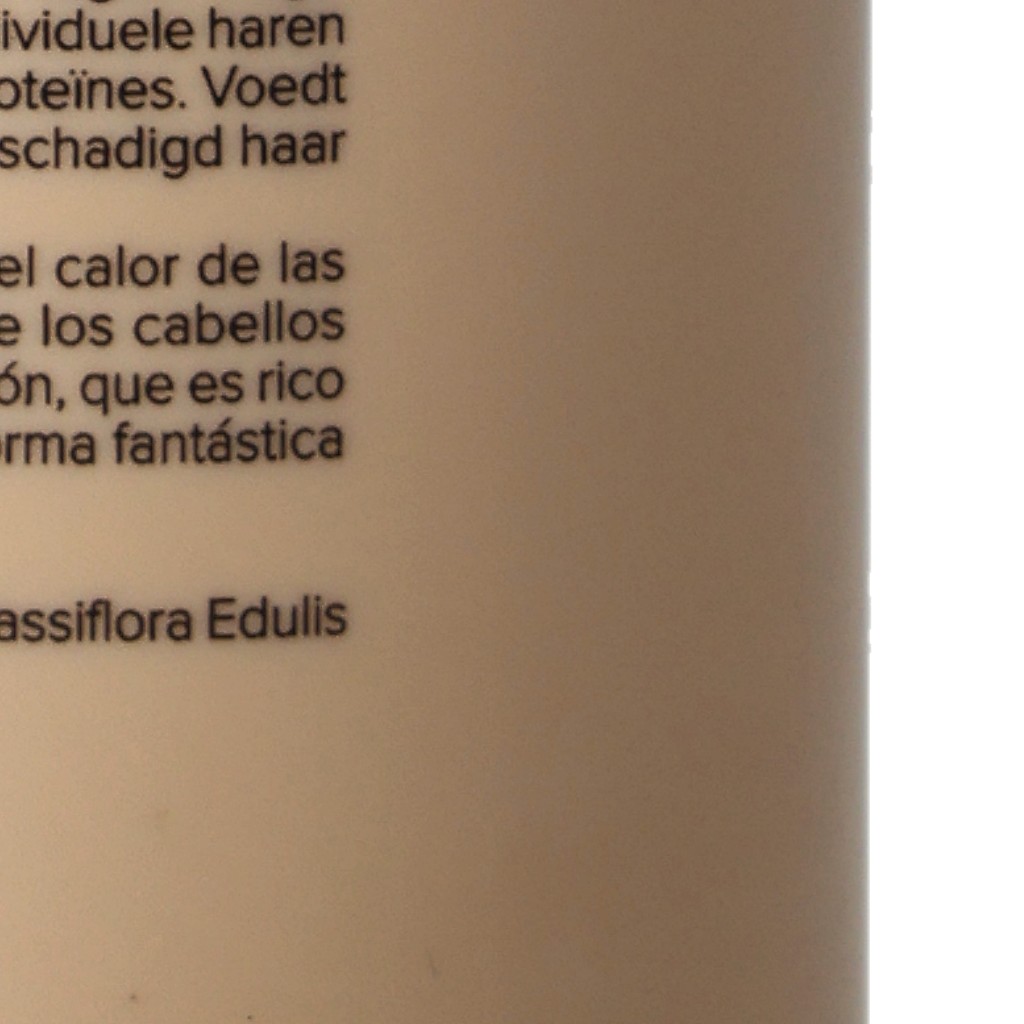 ividuele haren
oteïnes. Voedt
schadigd haar
el calor de las
e los cabellos
ón, que es rico
orma fantástica
assiflora Edulis